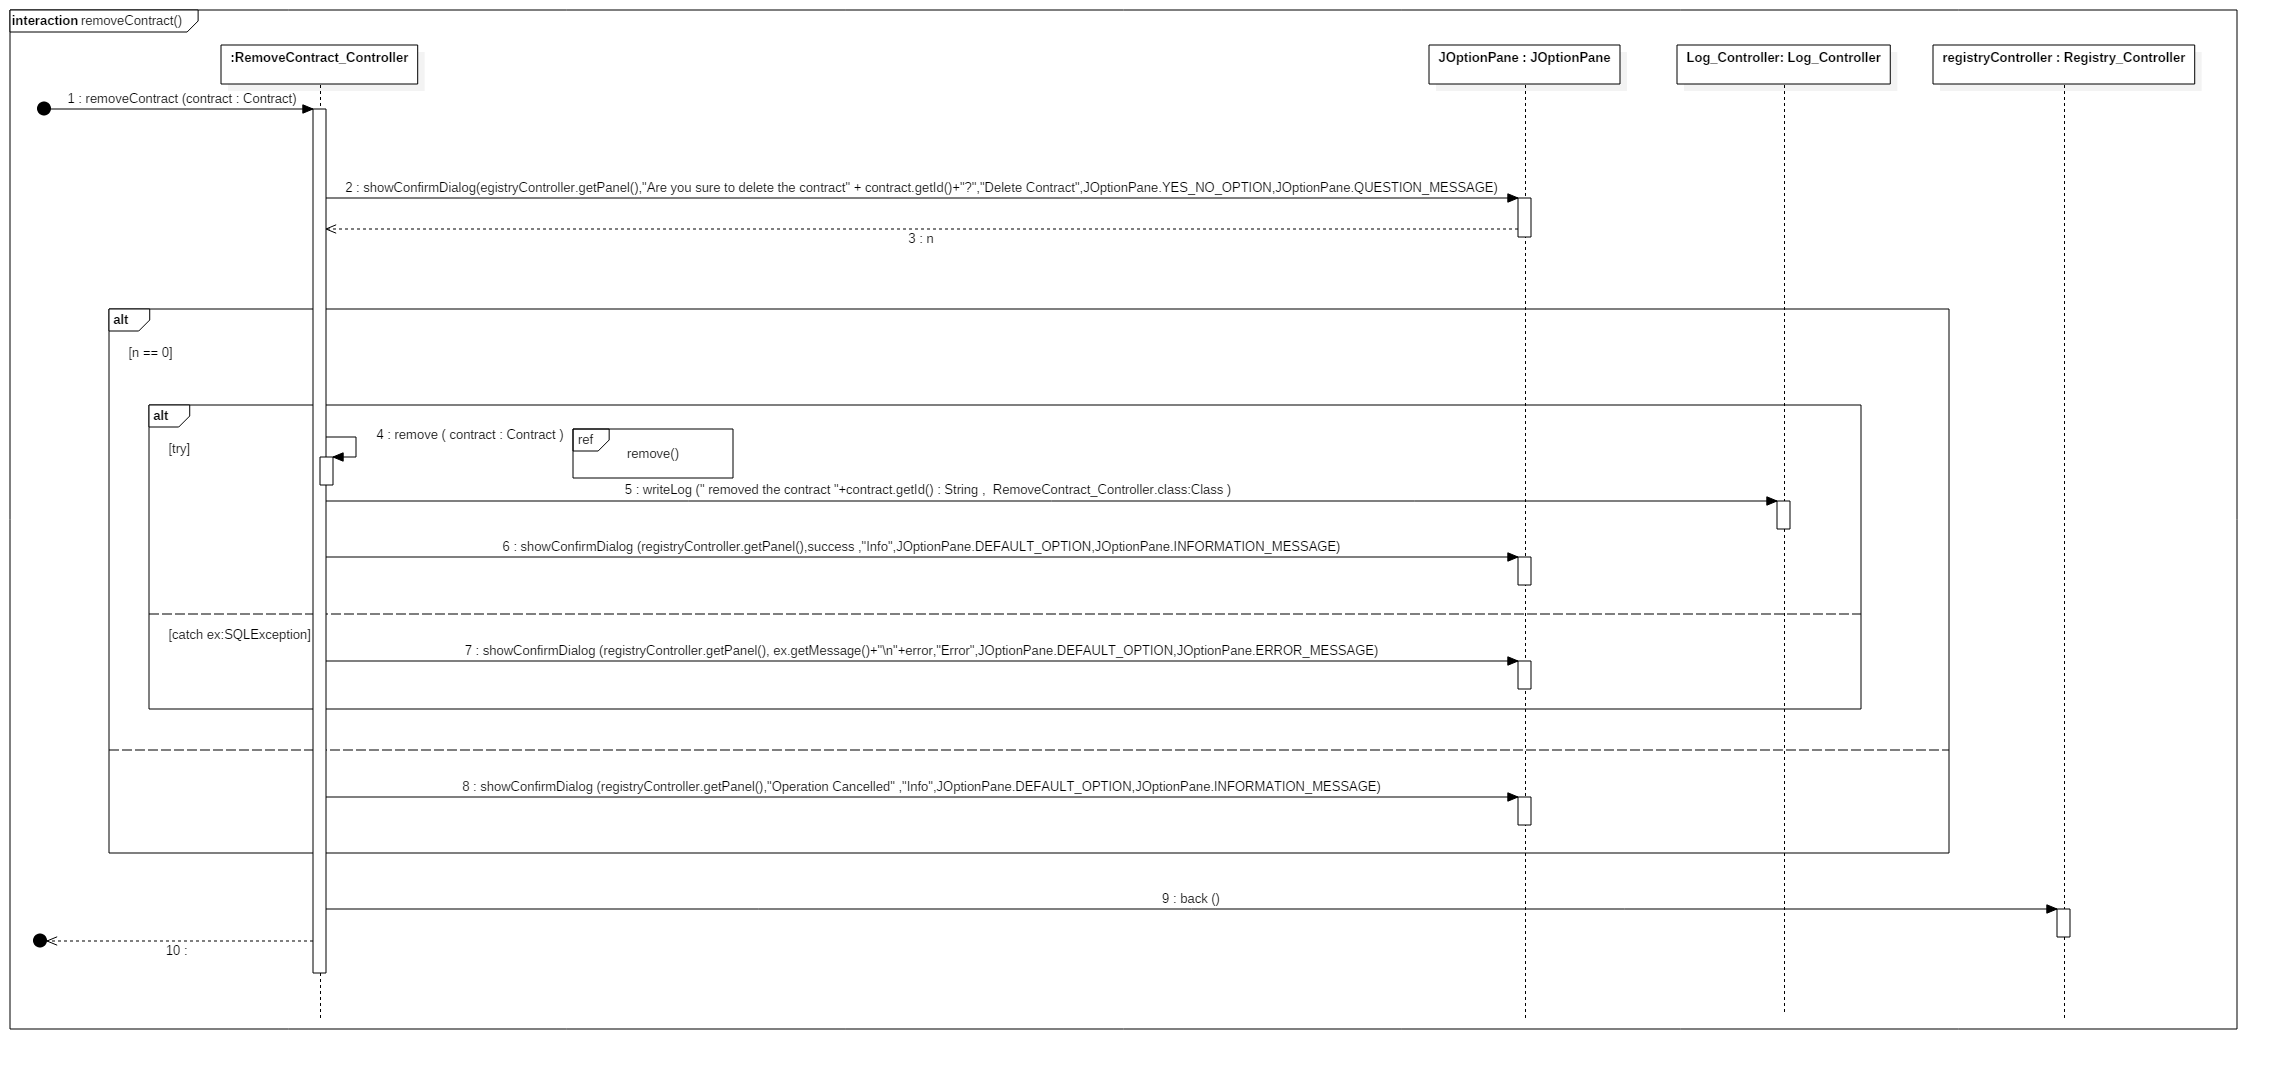 interaction removeContract()
:RemoveContract_Controller
JOptionPane : JOptionPane
Log_Controller: Log_Controller
registryController : Registry_Controller
1 : removeContract (contract : Contract)
2 : showConfirmDialog(egistryController.getPanel(),"Are you sure to delete the contract" + contract.getId()+"?","Delete Contract",JOptionPane.YES_NO_OPTION,JOptionPane.QUESTION_MESSAGE)
3 : n
alt
[n == 0]
alt
[try]
4 : remove ( contract : Contract )
ref
remove()
5 : writeLog (" removed the contract "+contract.getId() : String ,  RemoveContract_Controller.class:Class )
6 : showConfirmDialog (registryController.getPanel(),success ,"Info",JOptionPane.DEFAULT_OPTION,JOptionPane.INFORMATION_MESSAGE)
[catch ex:SQLException]
7 : showConfirmDialog (registryController.getPanel(), ex.getMessage()+"\n"+error,"Error",JOptionPane.DEFAULT_OPTION,JOptionPane.ERROR_MESSAGE)
8 : showConfirmDialog (registryController.getPanel(),"Operation Cancelled" ,"Info",JOptionPane.DEFAULT_OPTION,JOptionPane.INFORMATION_MESSAGE)
9 : back ()
10 :